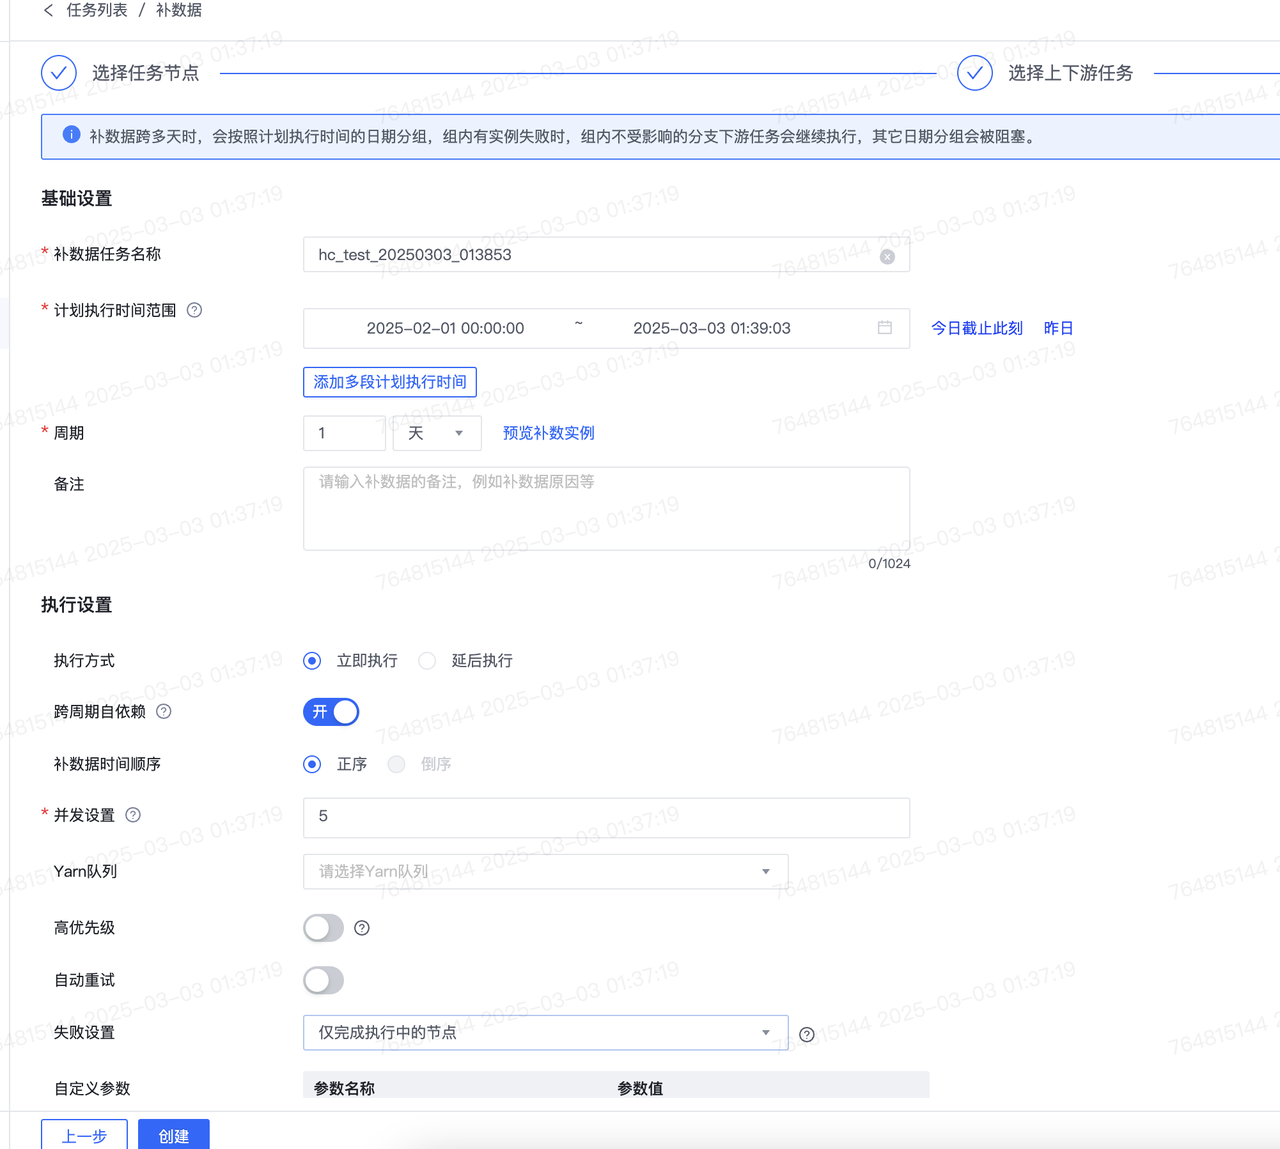 任务列表 / 补数据
选择任务节点
选择上下游任务
补数据跨多天时，会按照计划执行时间的日期分组，组内有实例失败时，组内不受影响的分支下游任务会继续执行，其它日期分组会被阻塞。
基础设置
* 补数据任务名称
hc_test_20250303_013853
* 计划执行时间范围
2025-02-01 00:00:00 ~ 2025-03-03 01:39:03
今日截止此刻 昨日
添加多段计划执行时间
* 周期
1 天 预览补数实例
备注
请输入补数据的备注，例如补数据原因等
0/1024
执行设置
执行方式
立即执行 延后执行
跨周期自依赖
开
补数据时间顺序
正序 倒序
* 并发设置
5
Yarn队列
请选择Yarn队列
高优先级
自动重试
失败设置
仅完成执行中的节点
自定义参数
参数名称 参数值
上一步 创建
764815144 2025-03-03 01:37:19